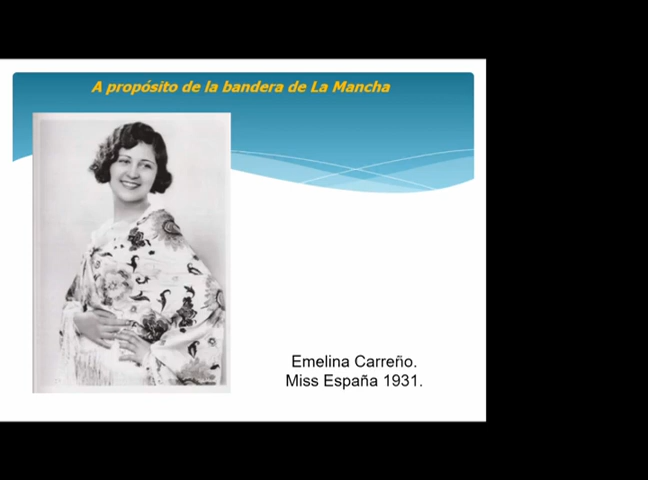 A propósito de la bandera de La Mancha
Emelina Carreño.
Miss España 1931.